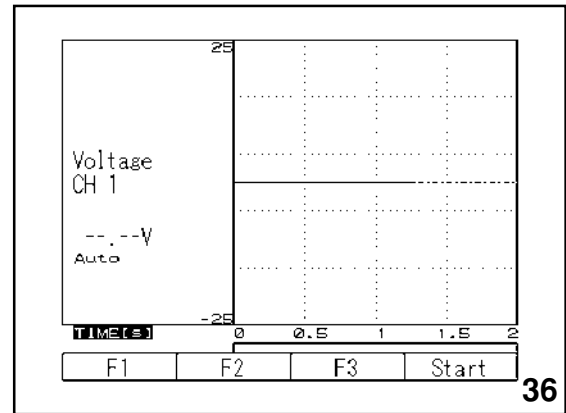 25
Voltage
CH 1
--.--V
Auto
-25
TIME[s] 0 0.5 1 1.5 2
F1 F2 F3 Start
36